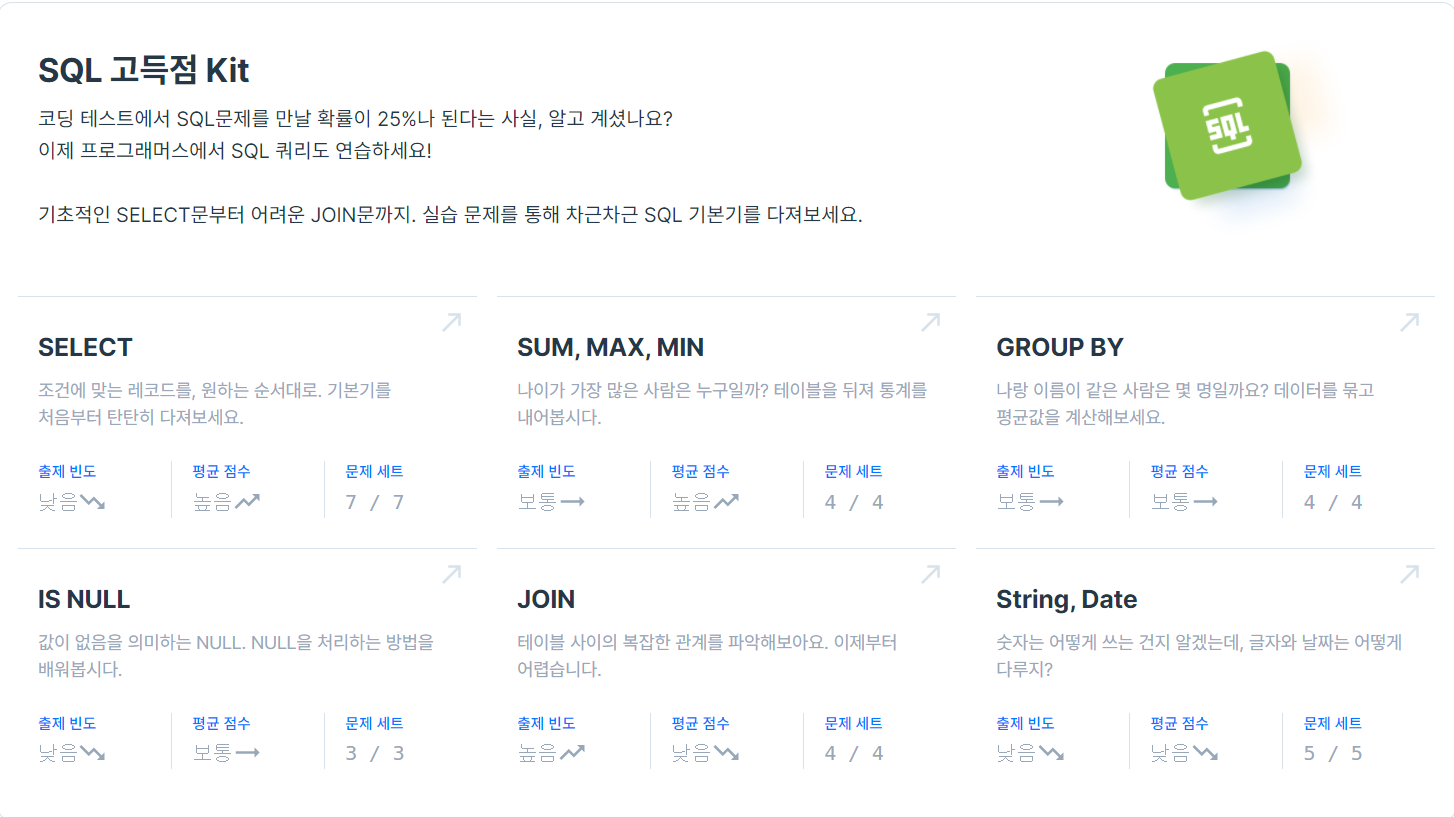 SQL 고득점 Kit
코딩 테스트에서 SQL문제를 만날 확률이 25%나 된다는 사실, 알고 계셨나요?
이제 프로그래머스에서 SQL 쿼리도 연습하세요!
기초적인 SELECT문부터 어려운 JOIN문까지. 실습 문제를 통해 차근차근 SQL 기본기를 다져보세요.
SQL
SELECT
조건에 맞는 레코드를, 원하는 순서대로. 기본기를
처음부터 탄탄히 다져보세요.
출제 빈도 평균 점수 문제 세트
낮음 높음 7 / 7
SUM, MAX, MIN
나이가 가장 많은 사람은 누구일까? 테이블을 뒤져 통계를
내어봅시다.
출제 빈도 평균 점수 문제 세트
보통 높음 4 / 4
GROUP BY
나랑 이름이 같은 사람은 몇 명일까요? 데이터를 묶고
평균값을 계산해보세요.
출제 빈도 평균 점수 문제 세트
보통 보통 4 / 4
IS NULL
값이 없음을 의미하는 NULL. NULL을 처리하는 방법을
배워봅시다.
출제 빈도 평균 점수 문제 세트
낮음 보통 3 / 3
JOIN
테이블 사이의 복잡한 관계를 파악해보아요. 이제부터
어렵습니다.
출제 빈도 평균 점수 문제 세트
높음 낮음 4 / 4
String, Date
숫자는 어떻게 쓰는 건지 알겠는데, 글자와 날짜는 어떻게
다루지?
출제 빈도 평균 점수 문제 세트
낮음 낮음 5 / 5